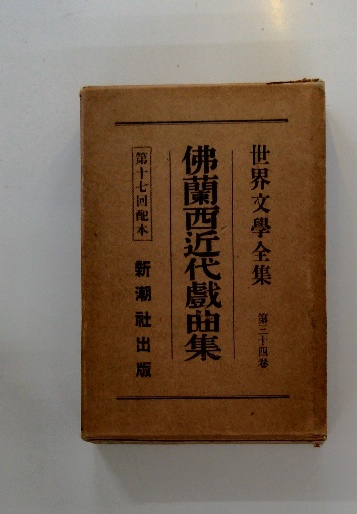 世界文學全集 第三十四卷
佛蘭西近代戲曲集
第十七回配本
新潮社出版